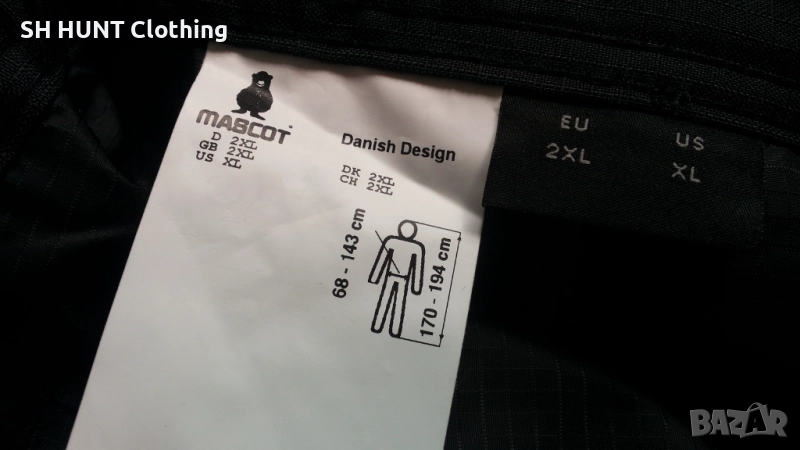 SH HUNT Clothing
MASCOT®
D 2XL
GB 2XL
US XL
Danish Design
DK 2XL
CH 2XL
68 - 143 cm
170 - 194 cm
EU
2XL
US
XL
BAZAR